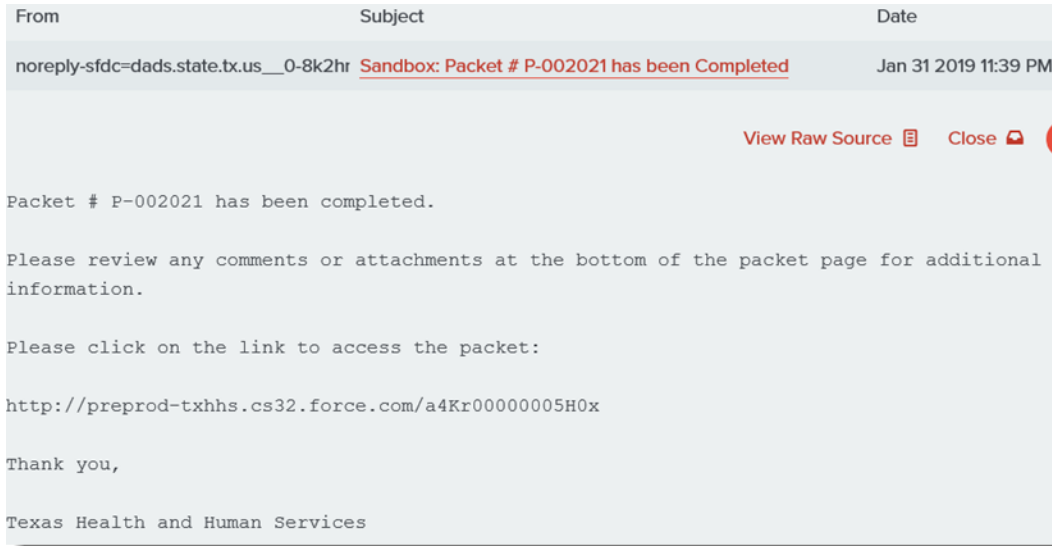 From Subject Date
noreply-sfdc=dads.state.tx.us__0-8k2hr Sandbox: Packet # P-002021 has been Completed Jan 31 2019 11:39 PM
View Raw Source Close
Packet # P-002021 has been completed.
Please review any comments or attachments at the bottom of the packet page for additional
information.
Please click on the link to access the packet:
http://preprod-txhhs.cs32.force.com/a4Kr00000005H0x
Thank you,
Texas Health and Human Services